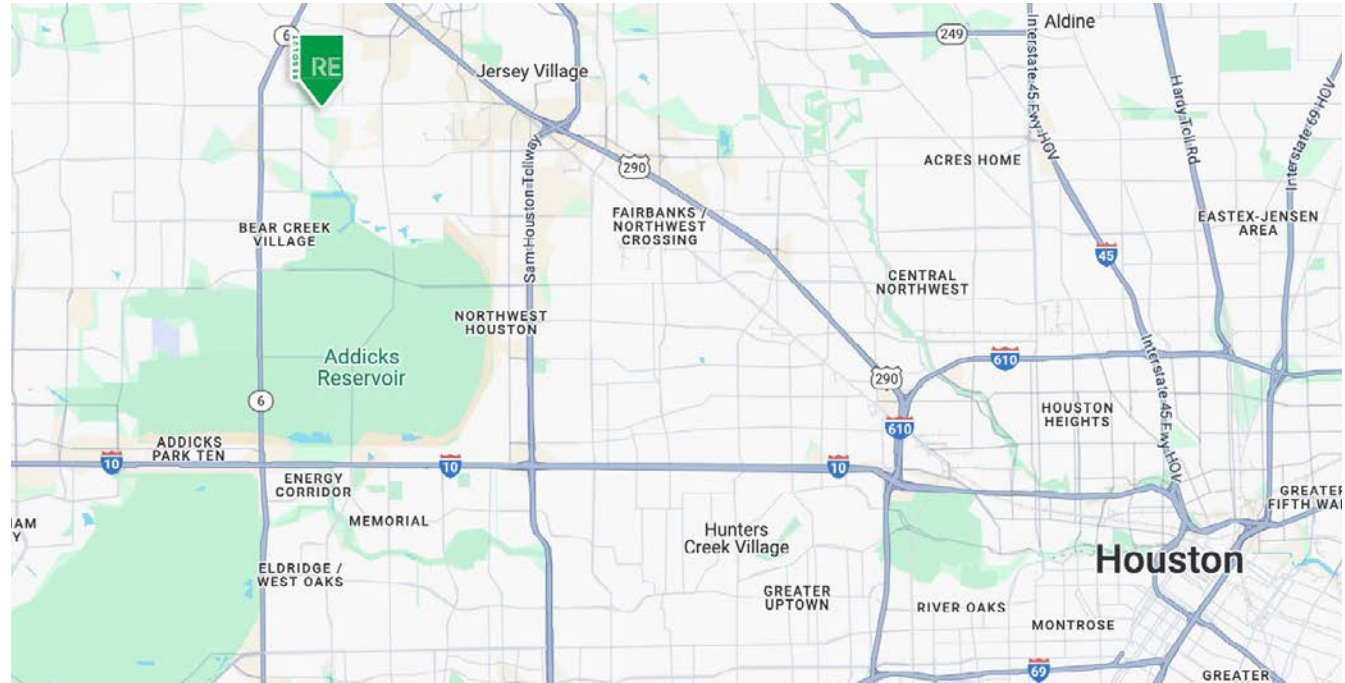 Aldine
249
6
RESOLUT
RE
Jersey Village
Interstate 45 Fwy HOV
Hardy Toll Rd
Interstate 69 HOV
290
ACRES HOME
Sam Houston Tollway
FAIRBANKS /
NORTHWEST
CROSSING
EASTEX-JENSEN
AREA
BEAR CREEK
VILLAGE
45
CENTRAL
NORTHWEST
NORTHWEST
HOUSTON
Addicks
Reservoir
610
Interstate 45 Fwy HOV
290
6
HOUSTON
HEIGHTS
610
ADDICKS
PARK TEN
10
10
10
ENERGY
CORRIDOR
GREATER
FIFTH WA
MEMORIAL
HAM
Y
Hunters
Creek Village
Houston
ELDRIDGE /
WEST OAKS
GREATER
UPTOWN
RIVER OAKS
MONTROSE
69
GREATER